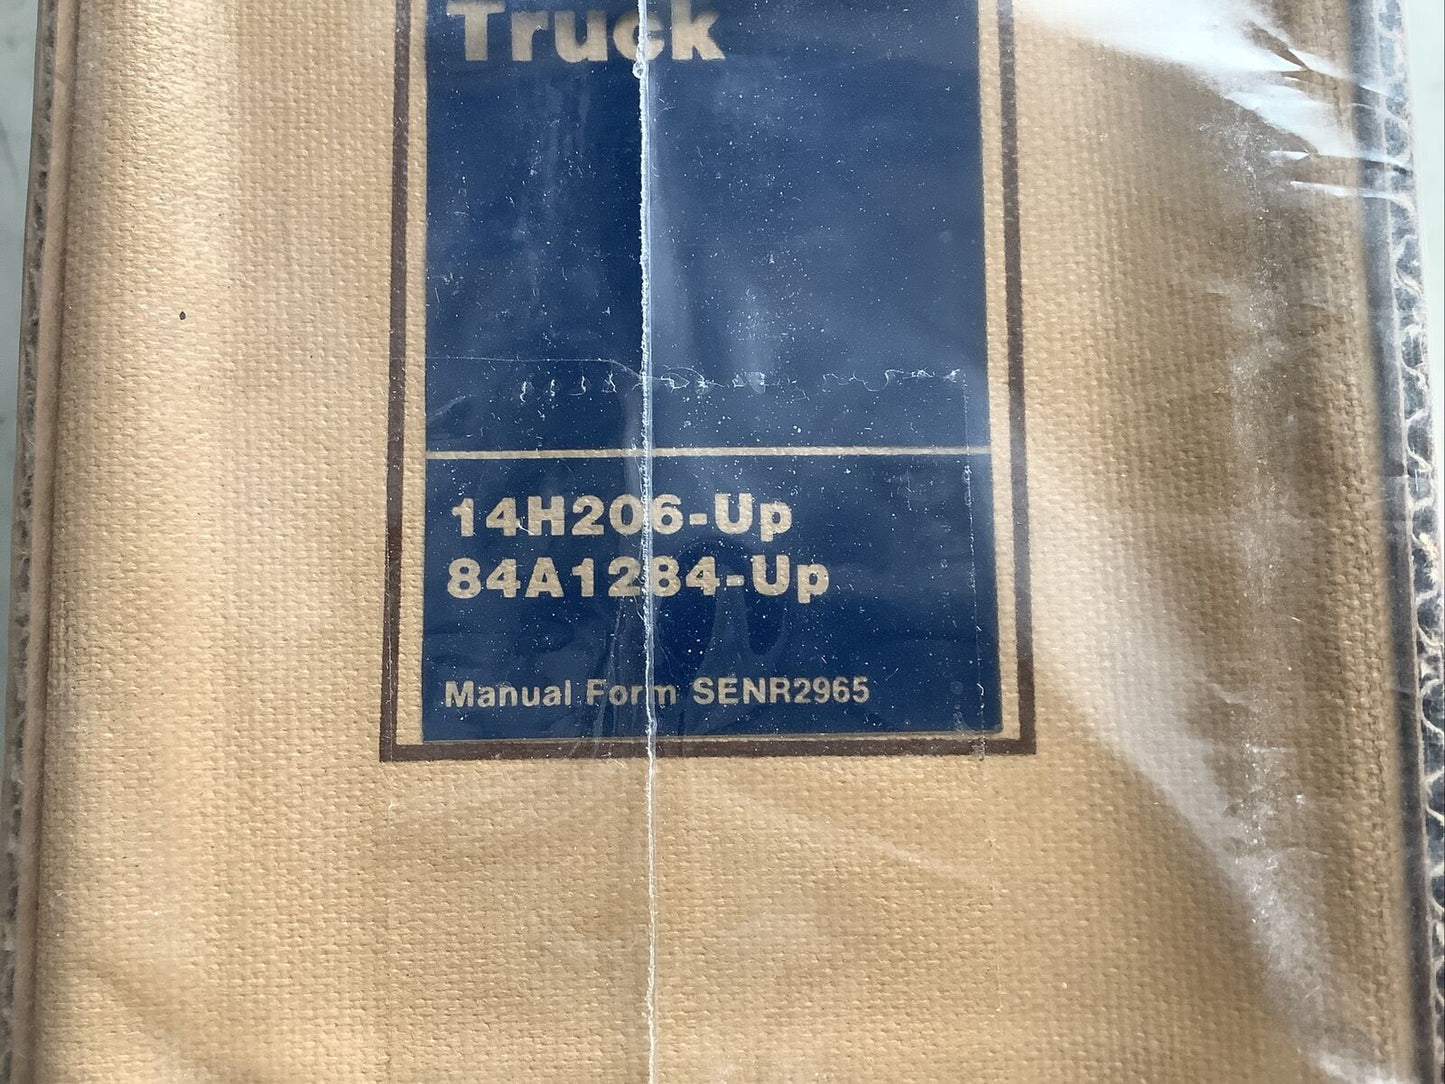 Truck
14H206-Up
84A1284-Up
Manual Form SENR2965